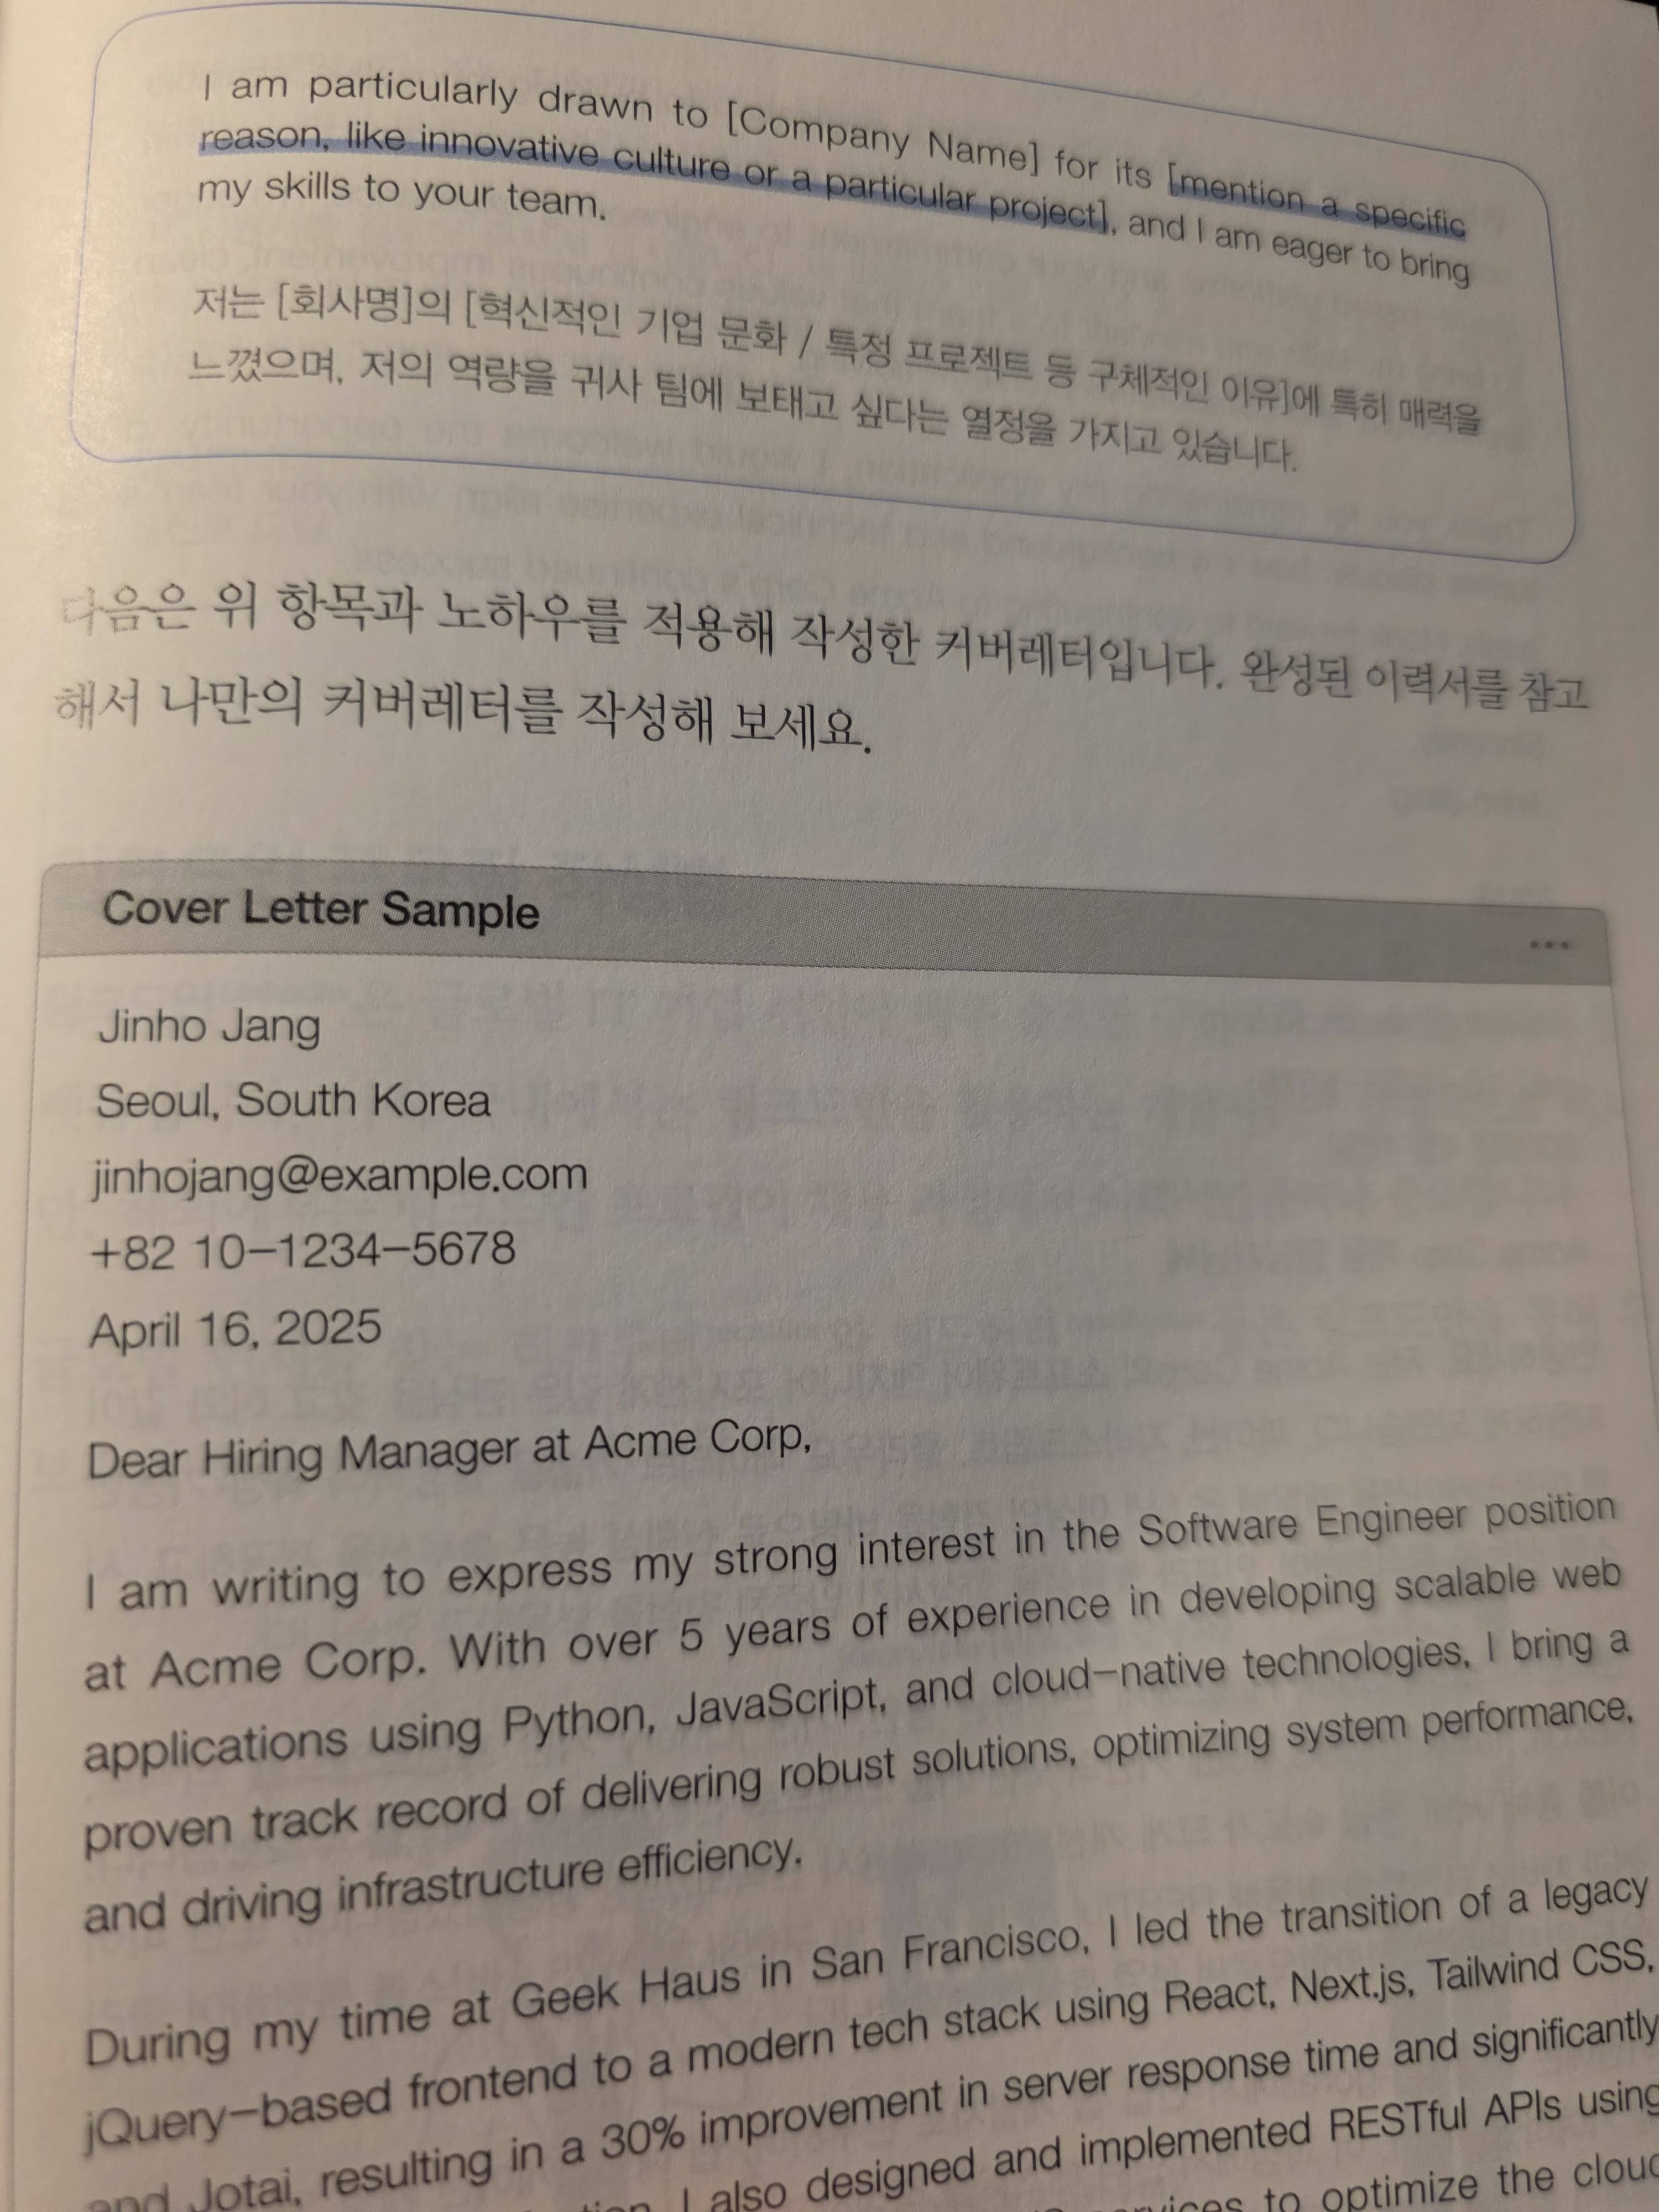 I am particularly drawn to [Company Name] for its [mention a specific
reason, like innovative culture or a particular project], and I am eager to bring
my skills to your team.
저는 [회사명]의 [혁신적인 기업 문화 / 특정 프로젝트 등 구체적인 이유]에 특히 매력을
느꼈으며, 저의 역량을 귀사 팀에 보태고 싶다는 열정을 가지고 있습니다.
다음은 위 항목과 노하우를 적용해 작성한 커버레터입니다. 완성된 이력서를 참고
해서 나만의 커버레터를 작성해 보세요.
Cover Letter Sample
Jinho Jang
Seoul, South Korea
jinhojang@example.com
+82 10-1234-5678
April 16, 2025
Dear Hiring Manager at Acme Corp,
I am writing to express my strong interest in the Software Engineer position
at Acme Corp. With over 5 years of experience in developing scalable web
applications using Python, JavaScript, and cloud-native technologies, I bring a
proven track record of delivering robust solutions, optimizing system performance,
and driving infrastructure efficiency.
During my time at Geek Haus in San Francisco, I led the transition of a legacy
jQuery-based frontend to a modern tech stack using React, Next.js, Tailwind CSS,
and Jotai, resulting in a 30% improvement in server response time and significantly
I also designed and implemented RESTful APIs using
to optimize the cloud